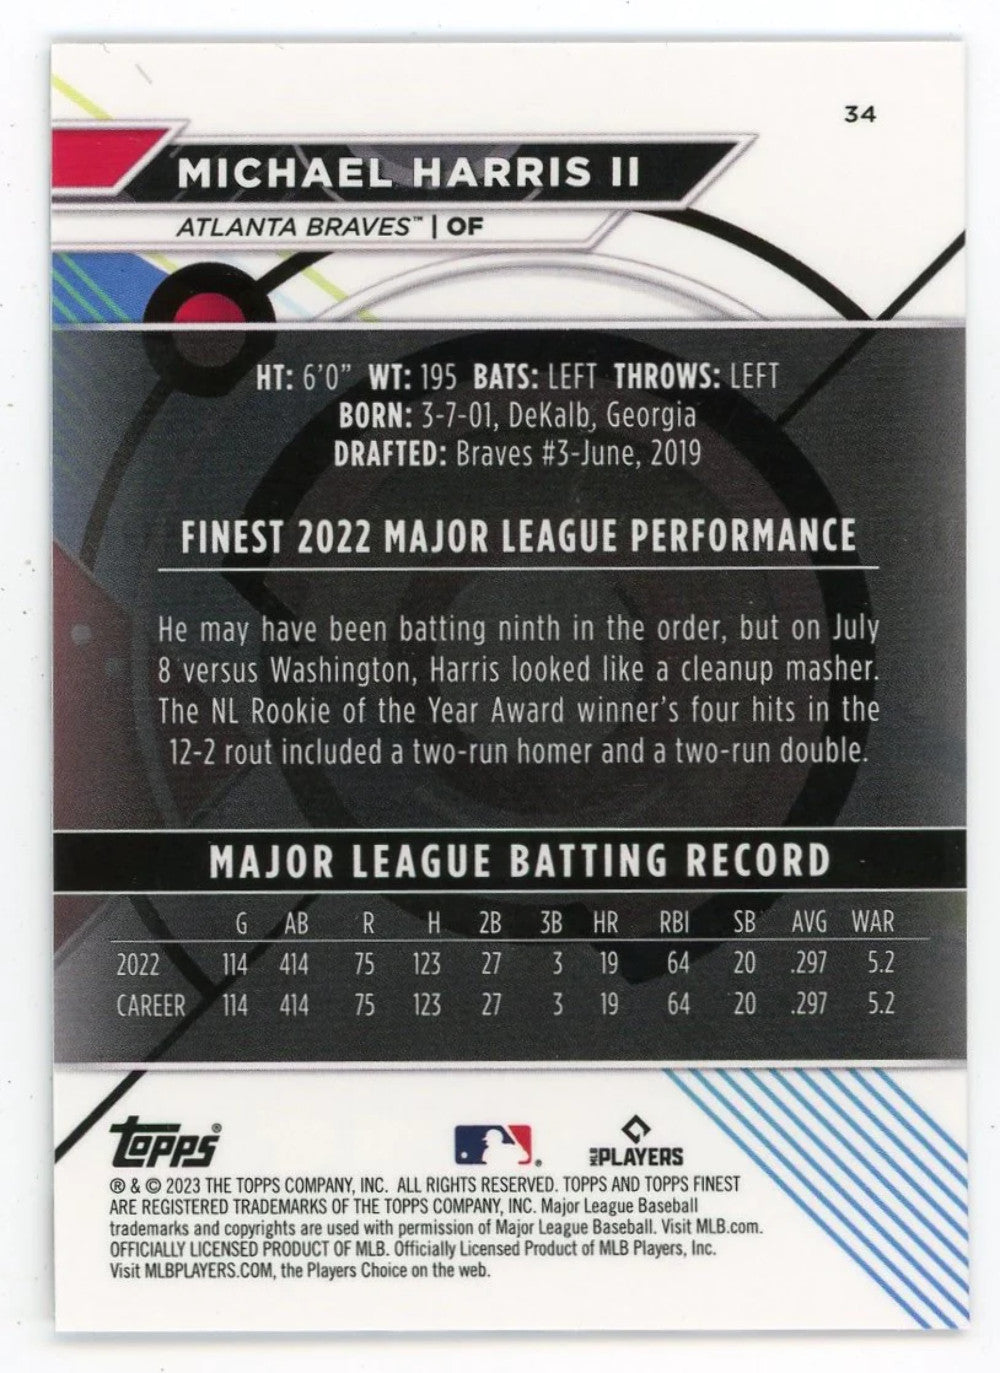 34
MICHAEL HARRIS II
ATLANTA BRAVES™ | OF
HT: 6'0" WT: 195 BATS: LEFT THROWS: LEFT
BORN: 3-7-01, DeKalb, Georgia
DRAFTED: Braves #3-June, 2019
FINEST 2022 MAJOR LEAGUE PERFORMANCE
He may have been batting ninth in the order, but on July
8 versus Washington, Harris looked like a cleanup masher.
The NL Rookie of the Year Award winner's four hits in the
12-2 rout included a two-run homer and a two-run double.
MAJOR LEAGUE BATTING RECORD
G AB R H 2B 3B HR RBI SB AVG WAR
2022 114 414 75 123 27 3 19 64 20 .297 5.2
CAREER 114 414 75 123 27 3 19 64 20 .297 5.2
Topps®
MLB PLAYERS
® & © 2023 THE TOPPS COMPANY, INC. ALL RIGHTS RESERVED. TOPPS AND TOPPS FINEST
ARE REGISTERED TRADEMARKS OF THE TOPPS COMPANY, INC. Major League Baseball
trademarks and copyrights are used with permission of Major League Baseball. Visit MLB.com.
OFFICIALLY LICENSED PRODUCT OF MLB. Officially Licensed Product of MLB Players, Inc.
Visit MLBPLAYERS.COM, the Players Choice on the web.